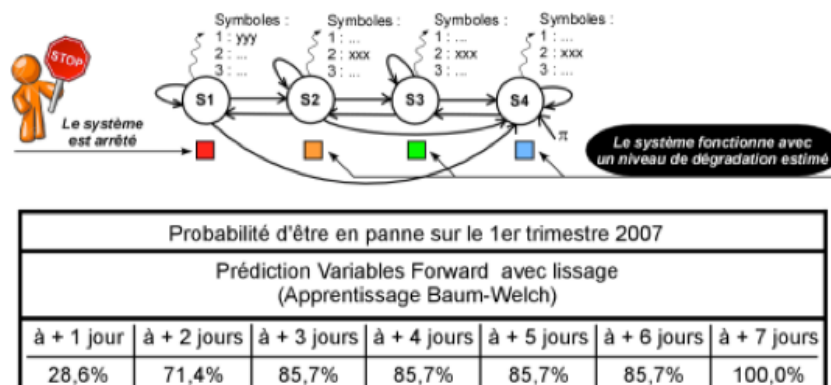 Symboles : Symboles : Symboles : Symboles :
1 : yyy 1 : ... 1 : ... 1 : ...
2 : ... 2 : xxx 2 : xxx 2 : xxx
3 : ... 3 : ... 3 : ... 3 : ...
STOP
S1 S2 S3 S4
Le système
est arrêté
π
Le système fonctionne avec
un niveau de dégradation estimé
Probabilité d'être en panne sur le 1er trimestre 2007
Prédiction Variables Forward avec lissage
(Apprentissage Baum-Welch)
à + 1 jour à + 2 jours à + 3 jours à + 4 jours à + 5 jours à + 6 jours à + 7 jours
28,6% 71,4% 85,7% 85,7% 85,7% 85,7% 100,0%